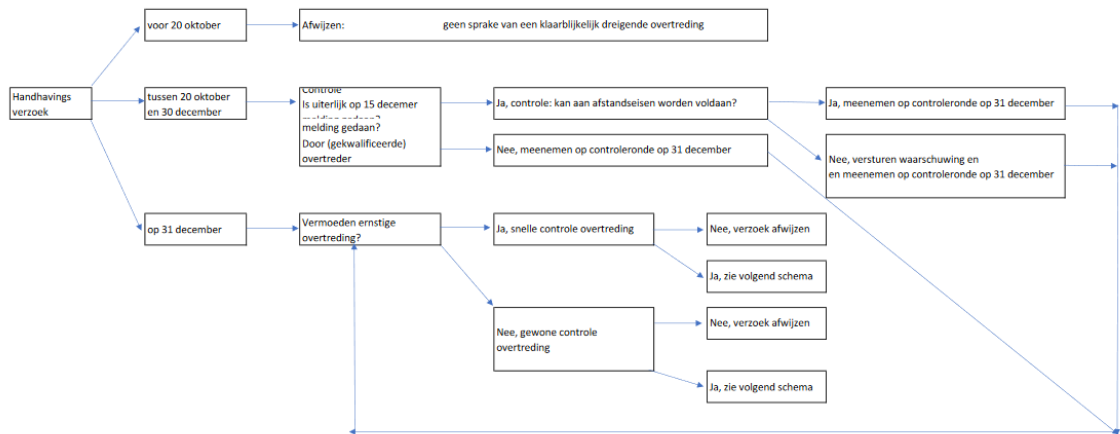 voor 20 oktober
Afwijzen: geen sprake van een klaarblijkelijk dreigende overtreding
Handhavings
verzoek
tussen 20 oktober
en 30 december
Controle
Is uiterlijk op 15 decemer
melding gedaan?
melding gedaan?
Door (gekwalificeerde)
overtreder
Ja, controle: kan aan afstandseisen worden voldaan?
Ja, meenemen op controleronde op 31 december
Nee, meenemen op controleronde op 31 december
Nee, versturen waarschuwing en
en meenemen op controleronde op 31 december
op 31 december
Vermoeden ernstige
overtreding?
Ja, snelle controle overtreding
Nee, verzoek afwijzen
Ja, zie volgend schema
Nee, gewone controle
overtreding
Nee, verzoek afwijzen
Ja, zie volgend schema